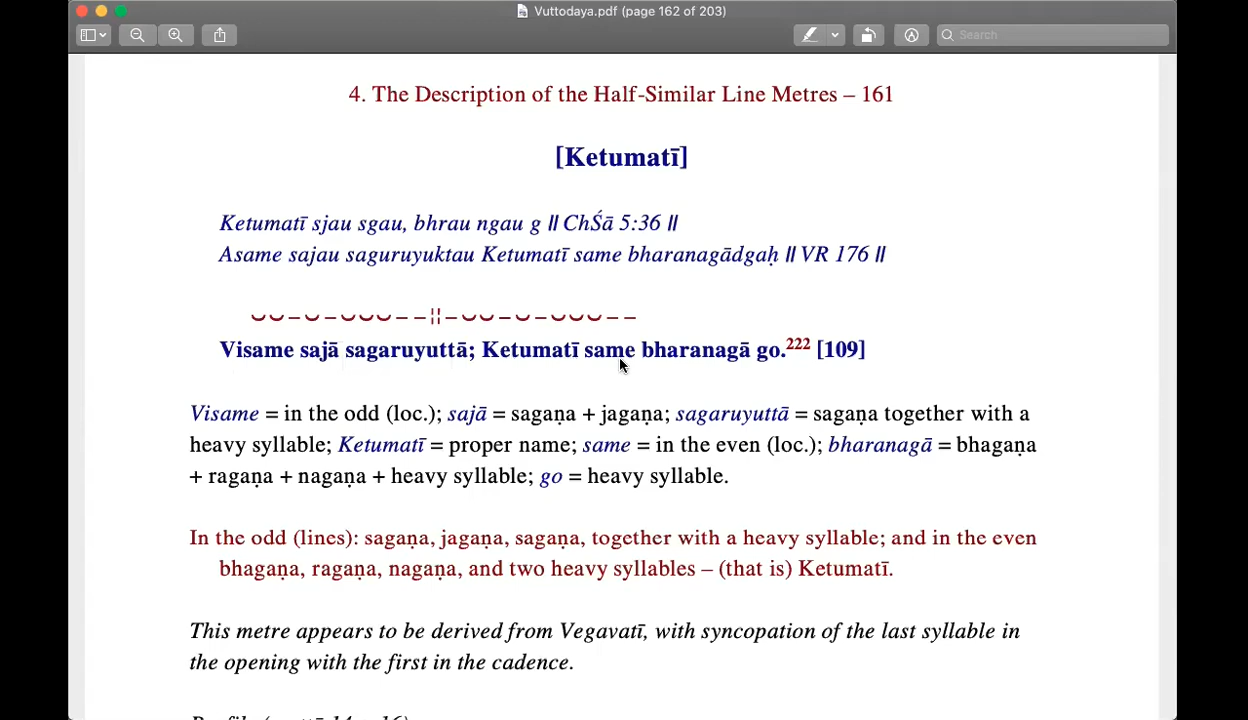 Vuttodaya.pdf (page 162 of 203)
Search
4. The Description of the Half-Similar Line Metres – 161
[Ketumatī]
Ketumatī sjau sgau, bhrau ngau g ǁ ChŚā 5:36 ǁ
Asame sajau saguruyuktau Ketumatī same bharanagādgaḥ ǁ VR 176 ǁ
⏑⏑−⏑−⏑⏑⏑−−¦¦−⏑⏑−⏑−⏑⏑⏑−−
Visame sajā sagaruyuttā; Ketumatī same bharanagā go.222 [109]
Visame = in the odd (loc.); sajā = sagaṇa + jagaṇa; sagaruyuttā = sagaṇa together with a
heavy syllable; Ketumatī = proper name; same = in the even (loc.); bharanagā = bhagaṇa
+ ragaṇa + nagaṇa + heavy syllable; go = heavy syllable.
In the odd (lines): sagaṇa, jagaṇa, sagaṇa, together with a heavy syllable; and in the even
bhagaṇa, ragaṇa, nagaṇa, and two heavy syllables – (that is) Ketumatī.
This metre appears to be derived from Vegavatī, with syncopation of the last syllable in
the opening with the first in the cadence.